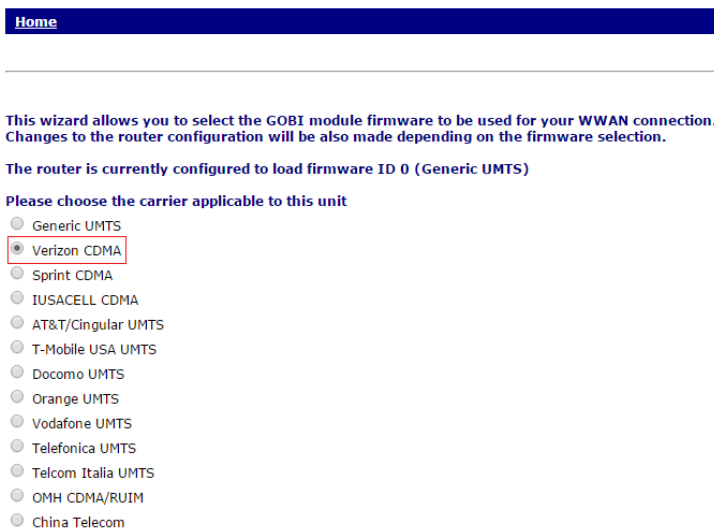 Home
This wizard allows you to select the GOBI module firmware to be used for your WWAN connection.
Changes to the router configuration will be also made depending on the firmware selection.
The router is currently configured to load firmware ID 0 (Generic UMTS)
Please choose the carrier applicable to this unit
Generic UMTS
Verizon CDMA
Sprint CDMA
IUSACELL CDMA
AT&T/Cingular UMTS
T-Mobile USA UMTS
Docomo UMTS
Orange UMTS
Vodafone UMTS
Telefonica UMTS
Telcom Italia UMTS
OMH CDMA/RUIM
China Telecom